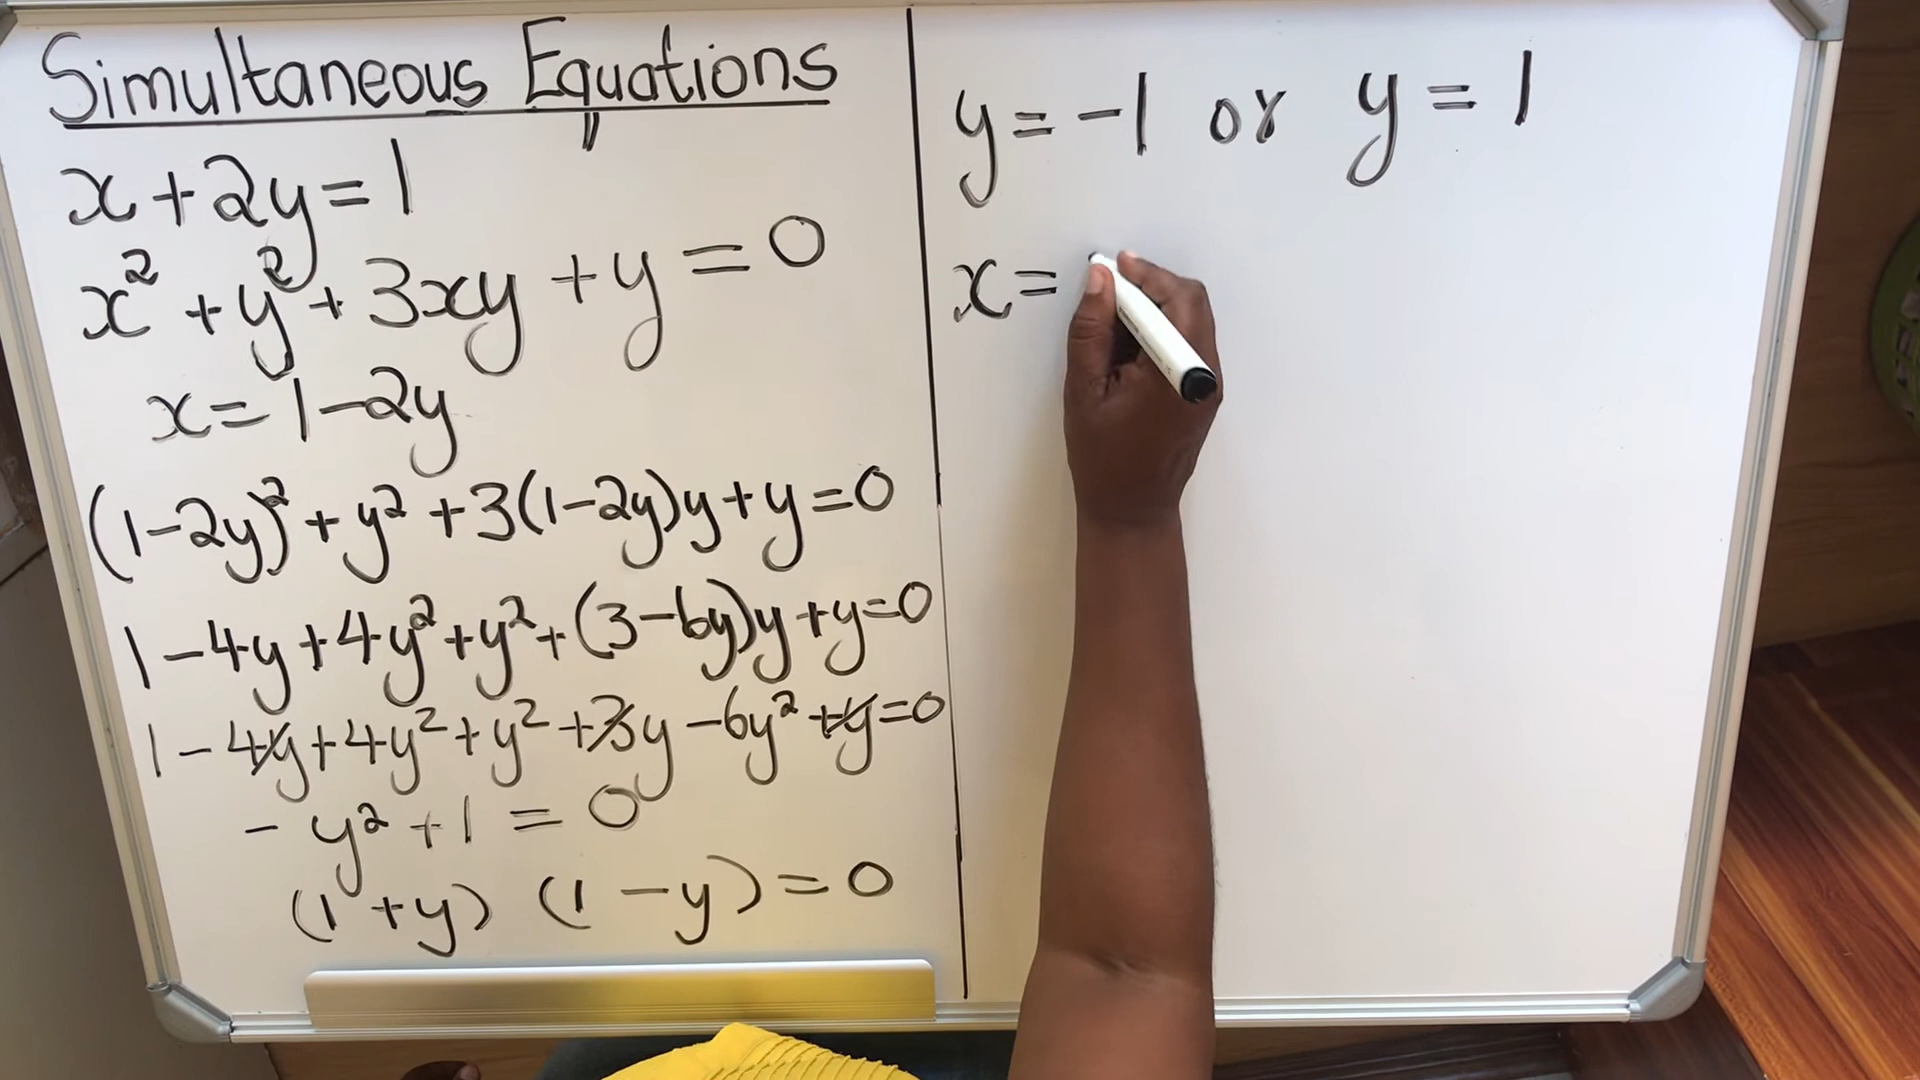 Simultaneous Equations
x+2y=1
x²+y²+3xy+y=0
x=1-2y
(1-2y)²+y²+3(1-2y)y+y=0
1-4y+4y²+y²+(3-6y)y+y=0
1-4y+4y²+y²+3y-6y²+y=0
-y²+1=0
(1+y)(1-y)=0
y=-1 or y=1
x=